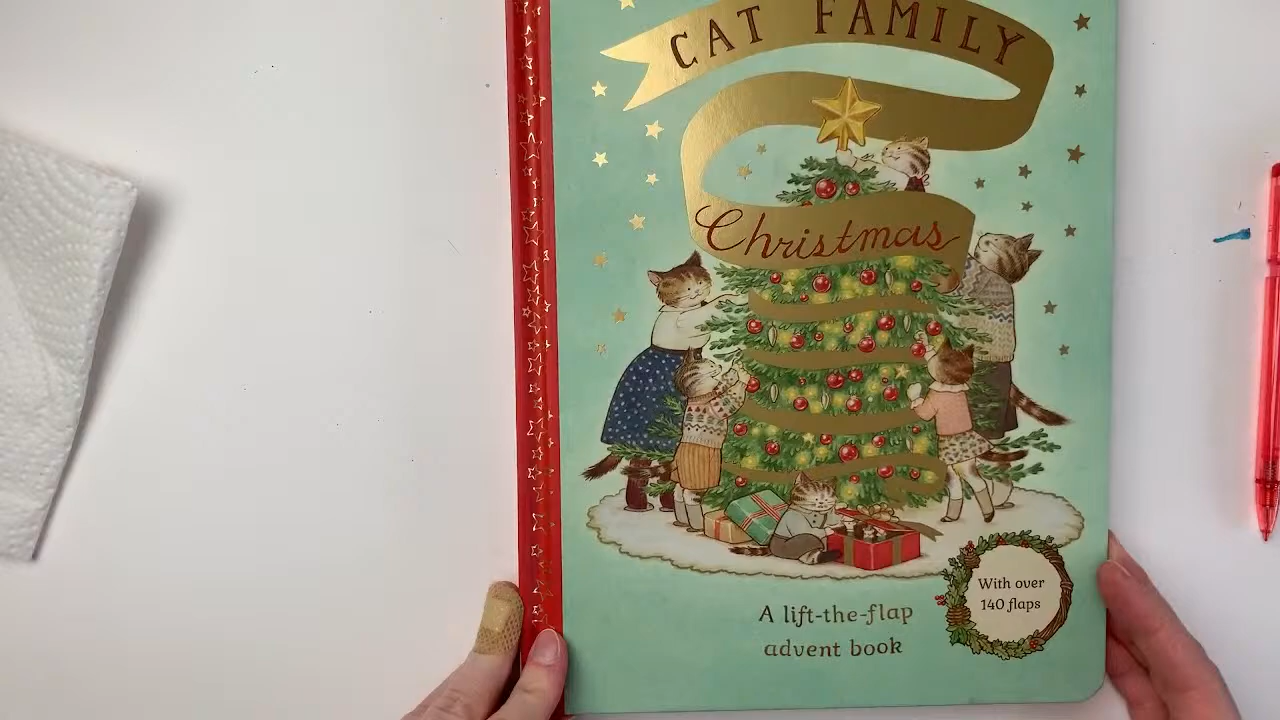 CAT FAMILY
Christmas
With over
140 flaps
A lift-the-flap
advent book